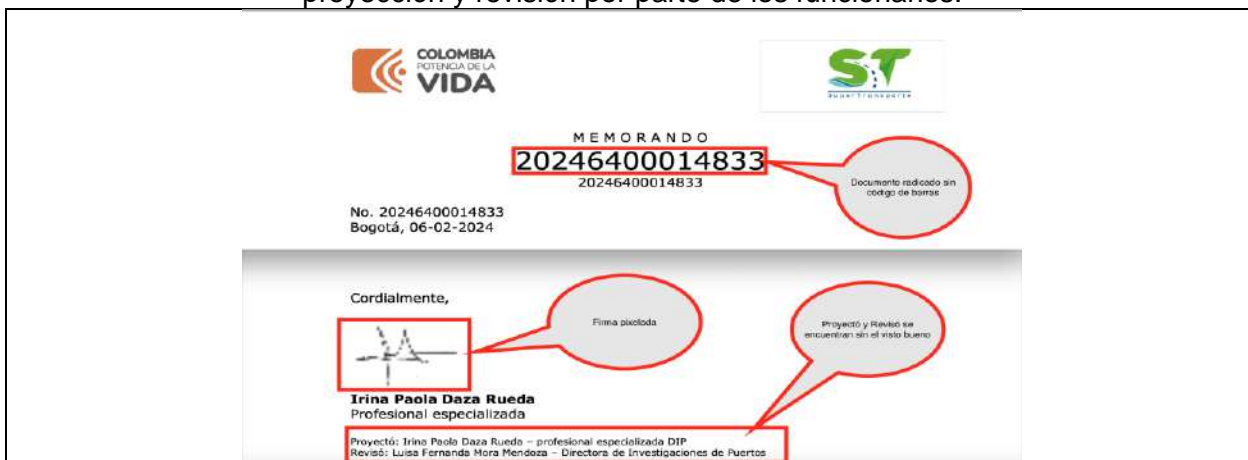 proyección y revisión por parte de los funcionarios.
COLOMBIA
POTENCIA DE LA
VIDA
ST
SuperTransporte
MEMORANDO
20246400014833
20246400014833
Documento radicado sin
código de barras
No. 20246400014833
Bogotá, 06-02-2024
Cordialmente,
Firma pixelada
Proyectó y Revisó se
encuentran sin el visto bueno
Irina Paola Daza Rueda
Profesional especializada
Proyectó: Irina Paola Daza Rueda – profesional especializada DIP
Revisó: Luisa Fernanda Mora Mendoza – Directora de Investigaciones de Puertos